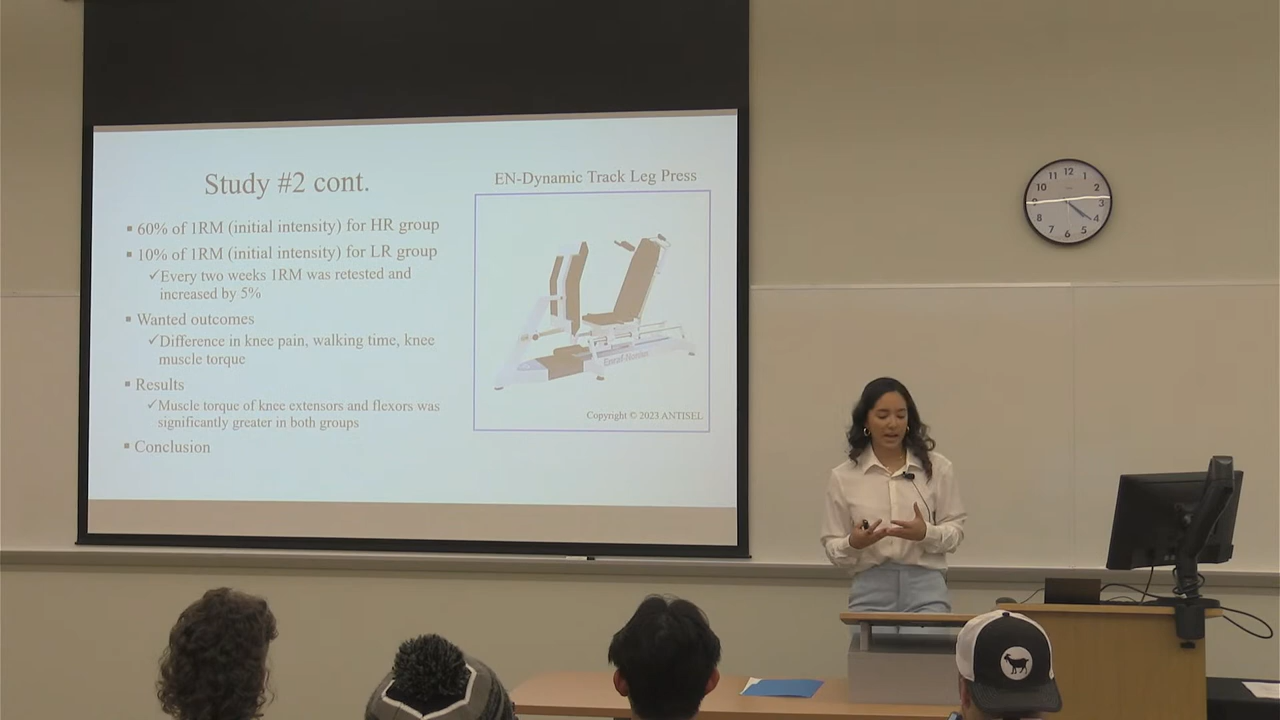 Study #2 cont.
▪ 60% of 1RM (initial intensity) for HR group
▪ 10% of 1RM (initial intensity) for LR group
✓Every two weeks 1RM was retested and
increased by 5%
▪ Wanted outcomes
✓Difference in knee pain, walking time, knee
muscle torque
▪ Results
✓Muscle torque of knee extensors and flexors was
significantly greater in both groups
▪ Conclusion
EN-Dynamic Track Leg Press
Enraf-Nonius
Copyright © 2023 ANTISEL
12
1
2
3
4
5
6
7
8
9
10
11